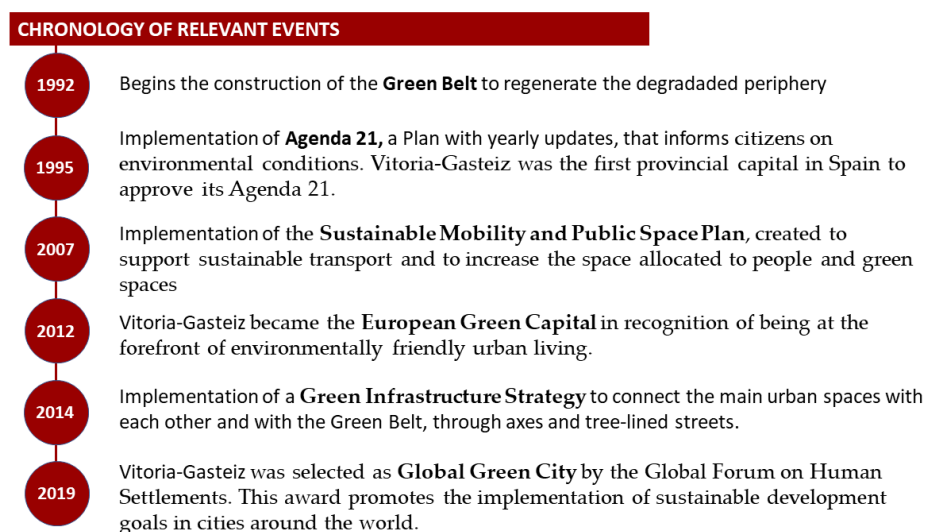 CHRONOLOGY OF RELEVANT EVENTS
1992
Begins the construction of the Green Belt to regenerate the degradaded periphery
1995
Implementation of Agenda 21, a Plan with yearly updates, that informs citizens on
environmental conditions. Vitoria-Gasteiz was the first provincial capital in Spain to
approve its Agenda 21.
2007
Implementation of the Sustainable Mobility and Public Space Plan, created to
support sustainable transport and to increase the space allocated to people and green
spaces
2012
Vitoria-Gasteiz became the European Green Capital in recognition of being at the
forefront of environmentally friendly urban living.
2014
Implementation of a Green Infrastructure Strategy to connect the main urban spaces with
each other and with the Green Belt, through axes and tree-lined streets.
2019
Vitoria-Gasteiz was selected as Global Green City by the Global Forum on Human
Settlements. This award promotes the implementation of sustainable development
goals in cities around the world.